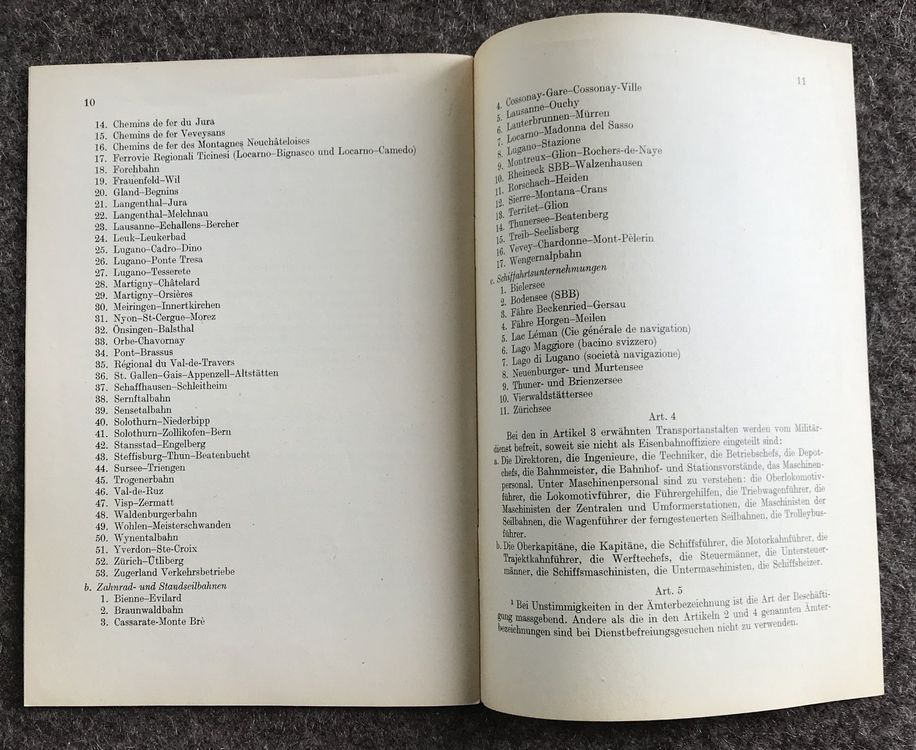 10
14. Chemins de fer du Jura
15. Chemins de fer Veveysans
16. Chemins de fer des Montagnes Neuchâteloises
17. Ferrovie Regionali Ticinesi (Locarno–Bignasco und Locarno–Camedo)
18. Forchbahn
19. Frauenfeld–Wil
20. Gland–Begnins
21. Langenthal–Jura
22. Langenthal–Melchnau
23. Lausanne–Echallens–Bercher
24. Leuk–Leukerbad
25. Lugano–Cadro–Dino
26. Lugano–Ponte Tresa
27. Lugano–Tesserete
28. Martigny–Châtelard
29. Martigny–Orsières
30. Meiringen–Innertkirchen
31. Nyon–St-Cergue–Morez
32. Önsingen–Balsthal
33. Orbe–Chavornay
34. Pont–Brassus
35. Régional du Val-de-Travers
36. St. Gallen–Gais–Appenzell–Altstätten
37. Schaffhausen–Schleitheim
38. Sernftalbahn
39. Sensetalbahn
40. Solothurn–Niederbipp
41. Solothurn–Zollikofen–Bern
42. Stansstad–Engelberg
43. Steffisburg–Thun–Beatenbucht
44. Sursee–Triengen
45. Trogenerbahn
46. Val-de-Ruz
47. Visp–Zermatt
48. Waldenburgerbahn
49. Wohlen–Meisterschwanden
50. Wynentalbahn
51. Yverdon–Ste-Croix
52. Zürich–Ütliberg
53. Zugerland Verkehrsbetriebe
b. Zahnrad- und Standseilbahnen
1. Bienne–Evilard
2. Braunwaldbahn
3. Cassarate-Monte Brè
11
4. Cossonay-Gare–Cossonay-Ville
5. Lausanne–Ouchy
6. Lauterbrunnen–Mürren
7. Locarno–Madonna del Sasso
8. Lugano–Stazione
9. Montreux–Glion–Rochers-de-Naye
10. Rheineck SBB–Walzenhausen
11. Rorschach–Heiden
12. Sierre–Montana–Crans
13. Territet–Glion
14. Thunersee–Beatenberg
15. Treib–Seelisberg
16. Vevey–Chardonne–Mont-Pèlerin
17. Wengernalpbahn
c. Schiffahrtsunternehmungen
1. Bielersee
2. Bodensee (SBB)
3. Fähre Beckenried–Gersau
4. Fähre Horgen–Meilen
5. Lac Léman (Cie générale de navigation)
6. Lago Maggiore (bacino svizzero)
7. Lago di Lugano (società navigazione)
8. Neuenburger- und Murtensee
9. Thuner- und Brienzersee
10. Vierwaldstättersee
11. Zürichsee
Art. 4
Bei den in Artikel 3 erwähnten Transportanstalten werden vom Militär-
dienst befreit, soweit sie nicht als Eisenbahnoffiziere eingeteilt sind:
a. Die Direktoren, die Ingenieure, die Techniker, die Betriebschefs, die Depot-
chefs, die Bahnmeister, die Bahnhof- und Stationsvorstände, das Maschinen-
personal. Unter Maschinenpersonal sind zu verstehen: die Oberlokomotiv-
führer, die Lokomotivführer, die Führergehilfen, die Triebwagenführer, die
Maschinisten der Zentralen und Umformerstationen, die Maschinisten der
Seilbahnen, die Wagenführer der ferngesteuerten Seilbahnen, die Trolleybus-
führer.
b. Die Oberkapitäne, die Kapitäne, die Schiffsführer, die Motorkahnführer, die
Trajektkahnführer, die Werftechefs, die Steuermänner, die Untersteuer-
männer, die Schiffsmaschinisten, die Untermaschinisten, die Schiffsheizer.
Art. 5
¹ Bei Unstimmigkeiten in der Ämterbezeichnung ist die Art der Beschäfti-
gung massgebend. Andere als die in den Artikeln 2 und 4 genannten Ämter-
bezeichnungen sind bei Dienstbefreiungsgesuchen nicht zu verwenden.